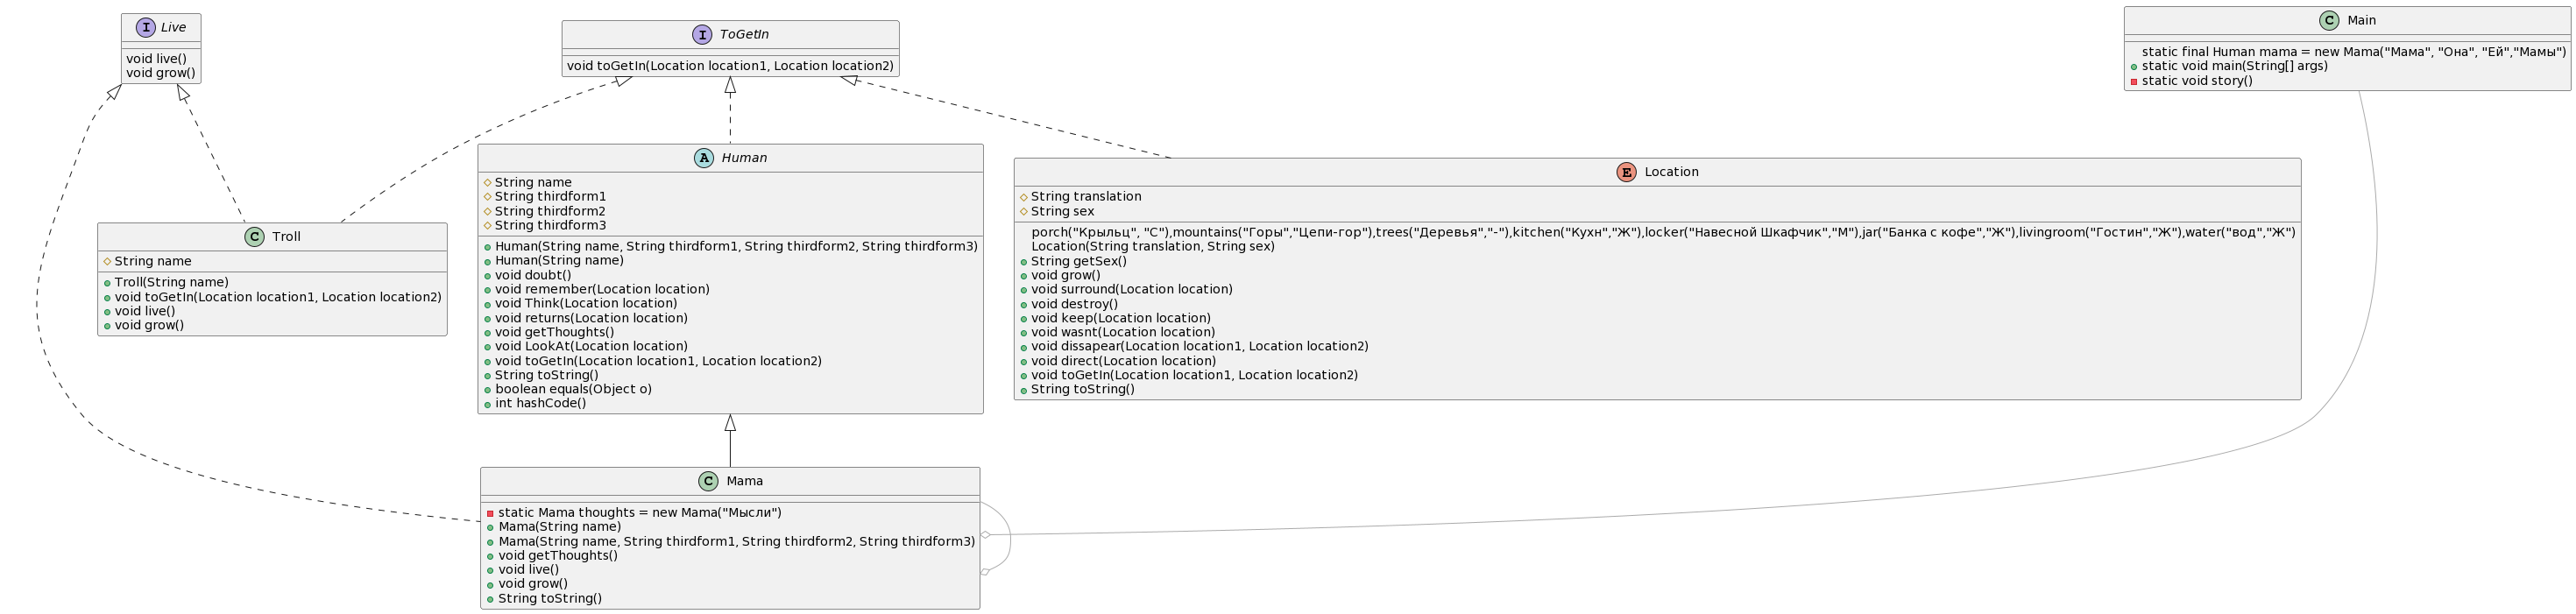 I Live
void live()
void grow()
I ToGetIn
void toGetIn(Location location1, Location location2)
C Main
static final Human mama = new Mama("Мама", "Она", "Ей","Мамы")
static void main(String[] args)
static void story()
A Human
String name
String thirdform1
String thirdform2
String thirdform3
Human(String name, String thirdform1, String thirdform2, String thirdform3)
Human(String name)
void doubt()
void remember(Location location)
void Think(Location location)
void returns(Location location)
void getThoughts()
void LookAt(Location location)
void toGetIn(Location location1, Location location2)
String toString()
boolean equals(Object o)
int hashCode()
E Location
String translation
String sex
porch("Крыльц", "С"),mountains("Горы","Цепи-гор"),trees("Деревья","-"),kitchen("Кухн","Ж"),locker("Навесной Шкафчик","М"),jar("Банка с кофе","Ж"),livingroom("Гостин","Ж"),water("вод","Ж")
Location(String translation, String sex)
String getSex()
void grow()
void surround(Location location)
void destroy()
void keep(Location location)
void wasnt(Location location)
void dissapear(Location location1, Location location2)
void direct(Location location)
void toGetIn(Location location1, Location location2)
String toString()
C Troll
String name
Troll(String name)
void toGetIn(Location location1, Location location2)
void live()
void grow()
C Mama
static Mama thoughts = new Mama("Мысли")
Mama(String name)
Mama(String name, String thirdform1, String thirdform2, String thirdform3)
void getThoughts()
void live()
void grow()
String toString()